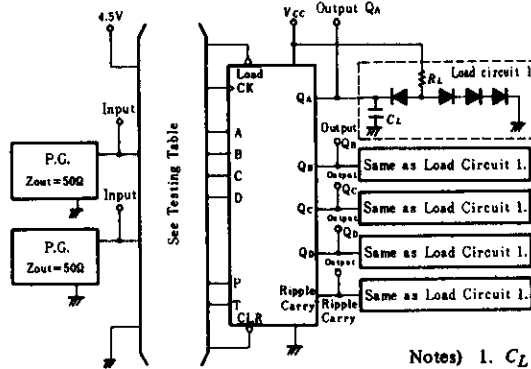 4.5V
Input
P.G.
Zout=50Ω
Input
P.G.
Zout=50Ω
See Testing Table
VCC
Output QA
Load
CK
A
B
C
D
P
T
CLR
QA
QB
QC
QD
Ripple
Carry
RL
CL
Load circuit 1
Output
QB
Output
QC
Output
QD
Output
Ripple
Carry
Same as Load Circuit 1.
Same as Load Circuit 1.
Same as Load Circuit 1.
Same as Load Circuit 1.
Notes) 1. CL